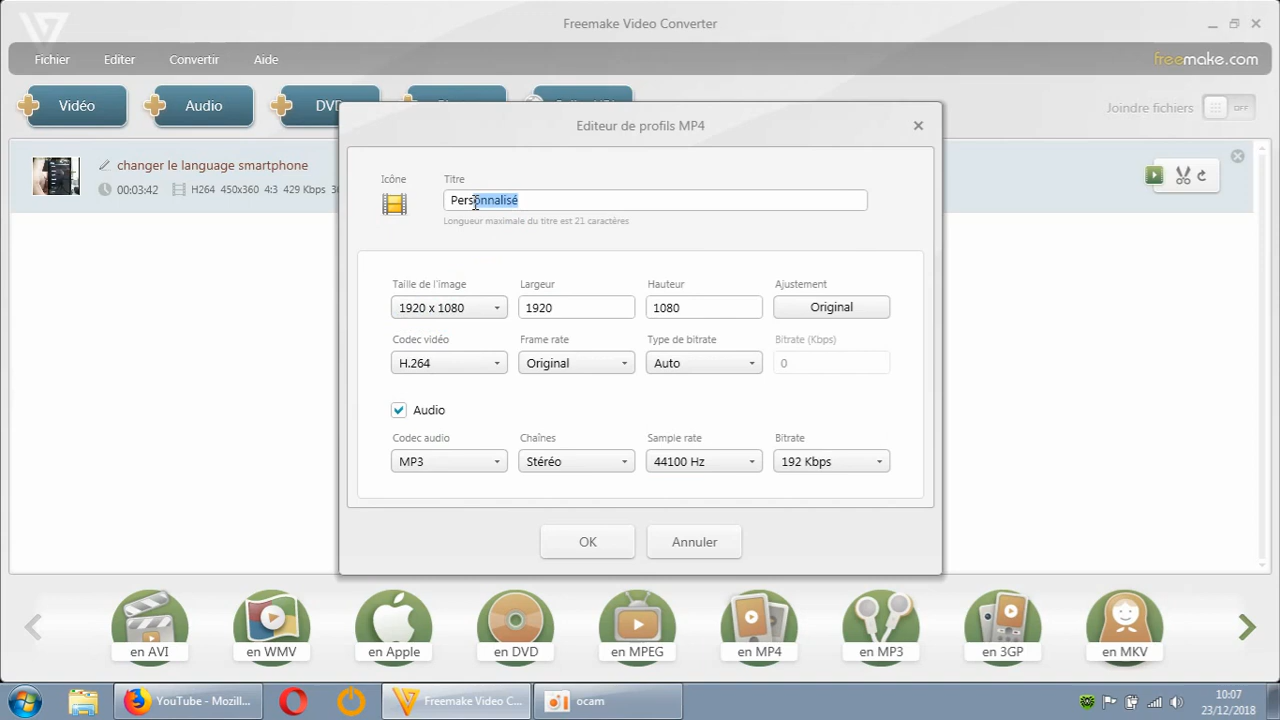 Freemake Video Converter
Fichier Editer Convertir Aide
freemake.com
Vidéo Audio DVD
Joindre fichiers OFF
changer le language smartphone
00:03:42 H264 450x360 4:3 429 Kbps
Editeur de profils MP4
Icône Titre
Personnalisé
Longueur maximale du titre est 21 caractères
Taille de l'image Largeur Hauteur Ajustement
1920 x 1080 1920 1080 Original
Codec vidéo Frame rate Type de bitrate Bitrate (Kbps)
H.264 Original Auto 0
Audio
Codec audio Chaînes Sample rate Bitrate
MP3 Stéréo 44100 Hz 192 Kbps
OK Annuler
en AVI en WMV en Apple en DVD en MPEG en MP4 en MP3 en 3GP en MKV
YouTube - Mozill... Freemake Video C... ocam
10:07
23/12/2018